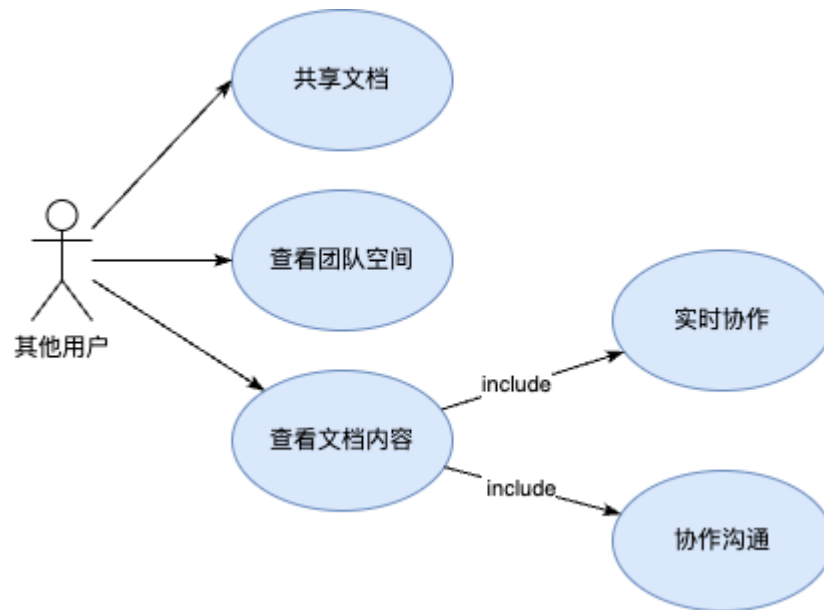 共享文档
查看团队空间
其他用户
实时协作
include
查看文档内容
include
协作沟通